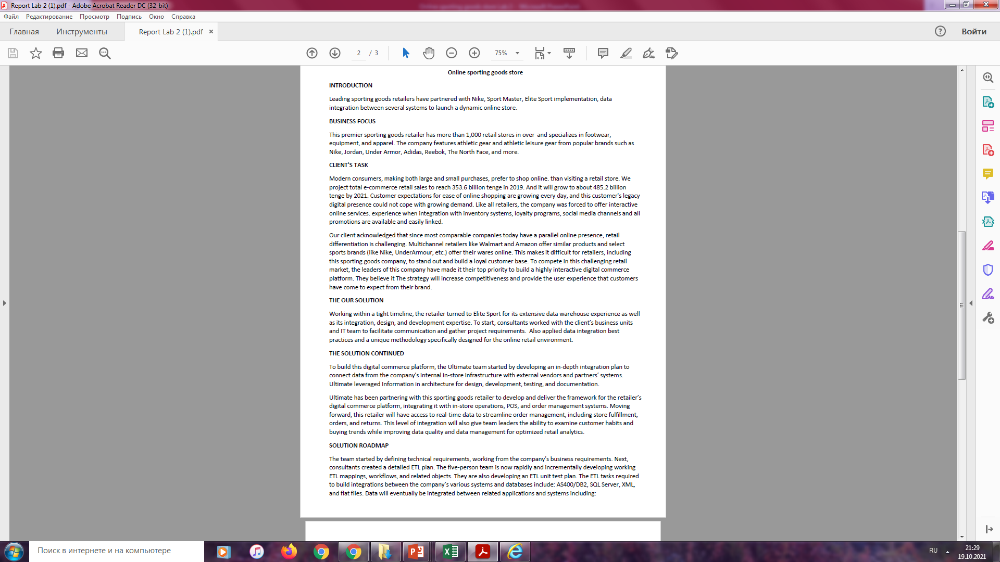 Report Lab 2 (1).pdf - Adobe Acrobat Reader DC (32-bit)
Файл Редактирование Просмотр Подпись Окно Справка
Главная Инструменты Report Lab 2 (1).pdf Войти
2 / 3 75%
Online sporting goods store
INTRODUCTION
Leading sporting goods retailers have partnered with Nike, Sport Master, Elite Sport implementation, data
integration between several systems to launch a dynamic online store.
BUSINESS FOCUS
This premier sporting goods retailer has more than 1,000 retail stores in over and specializes in footwear,
equipment, and apparel. The company features athletic gear and athletic leisure gear from popular brands such as
Nike, Jordan, Under Armor, Adidas, Reebok, The North Face, and more.
CLIENT'S TASK
Modern consumers, making both large and small purchases, prefer to shop online. than visiting a retail store. We
project total e-commerce retail sales to reach 353.6 billion tenge in 2019. And it will grow to about 485.2 billion
tenge by 2021. Customer expectations for ease of online shopping are growing every day, and this customer's legacy
digital presence could not cope with growing demand. Like all retailers, the company was forced to offer interactive
online services. experience when integration with inventory systems, loyalty programs, social media channels and all
promotions are available and easily linked.
Our client acknowledged that since most comparable companies today have a parallel online presence, retail
differentiation is challenging. Multichannel retailers like Walmart and Amazon offer similar products and select
sports brands (like Nike, UnderArmour, etc.) offer their wares online. This makes it difficult for retailers, including
this sporting goods company, to stand out and build a loyal customer base. To compete in this challenging retail
market, the leaders of this company have made it their top priority to build a highly interactive digital commerce
platform. They believe it The strategy will increase competitiveness and provide the user experience that customers
have come to expect from their brand.
THE OUR SOLUTION
Working within a tight timeline, the retailer turned to Elite Sport for its extensive data warehouse experience as well
as its integration, design, and development expertise. To start, consultants worked with the client’s business units
and IT team to facilitate communication and gather project requirements. Also applied data integration best
practices and a unique methodology specifically designed for the online retail environment.
THE SOLUTION CONTINUED
To build this digital commerce platform, the Ultimate team started by developing an in-depth integration plan to
connect data from the company’s internal in-store infrastructure with external vendors and partners’ systems.
Ultimate leveraged Information in architecture for design, development, testing, and documentation.
Ultimate has been partnering with this sporting goods retailer to develop and deliver the framework for the retailer’s
digital commerce platform, integrating it with in-store operations, POS, and order management systems. Moving
forward, this retailer will have access to real-time data to streamline order management, including store fulfillment,
orders, and returns. This level of integration will also give team leaders the ability to examine customer habits and
buying trends while improving data quality and data management for optimized retail analytics.
SOLUTION ROADMAP
The team started by defining technical requirements, working from the company’s business requirements. Next,
consultants created a detailed ETL plan. The five-person team is now rapidly and incrementally developing working
ETL mappings, workflows, and related objects. They are also developing an ETL unit test plan. The ETL tasks required
to build integrations between the company’s various systems and databases include: AS400/DB2, SQL Server, XML,
and flat files. Data will eventually be integrated between related applications and systems including:
Поиск в интернете и на компьютере
RU 21:29
19.10.2021